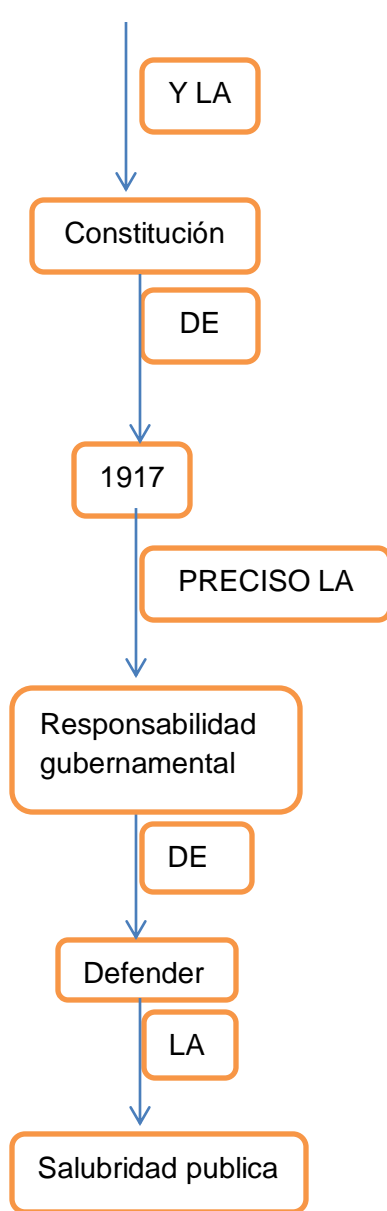 Y LA
Constitución
DE
1917
PRECISO LA
Responsabilidad
gubernamental
DE
Defender
LA
Salubridad publica